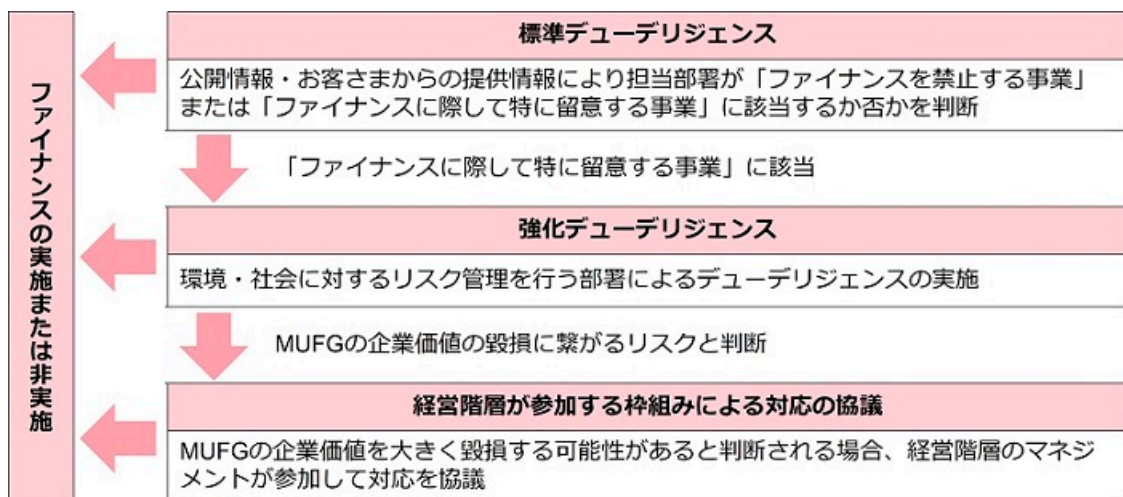 ファイナンスの実施または非実施
標準デューデリジェンス
公開情報・お客さまからの提供情報により担当部署が「ファイナンスを禁止する事業」
または「ファイナンスに際して特に留意する事業」に該当するか否かを判断
「ファイナンスに際して特に留意する事業」に該当
強化デューデリジェンス
環境・社会に対するリスク管理を行う部署によるデューデリジェンスの実施
MUFGの企業価値の毀損に繋がるリスクと判断
経営階層が参加する枠組みによる対応の協議
MUFGの企業価値を大きく毀損する可能性があると判断される場合、経営階層のマネジ
メントが参加して対応を協議